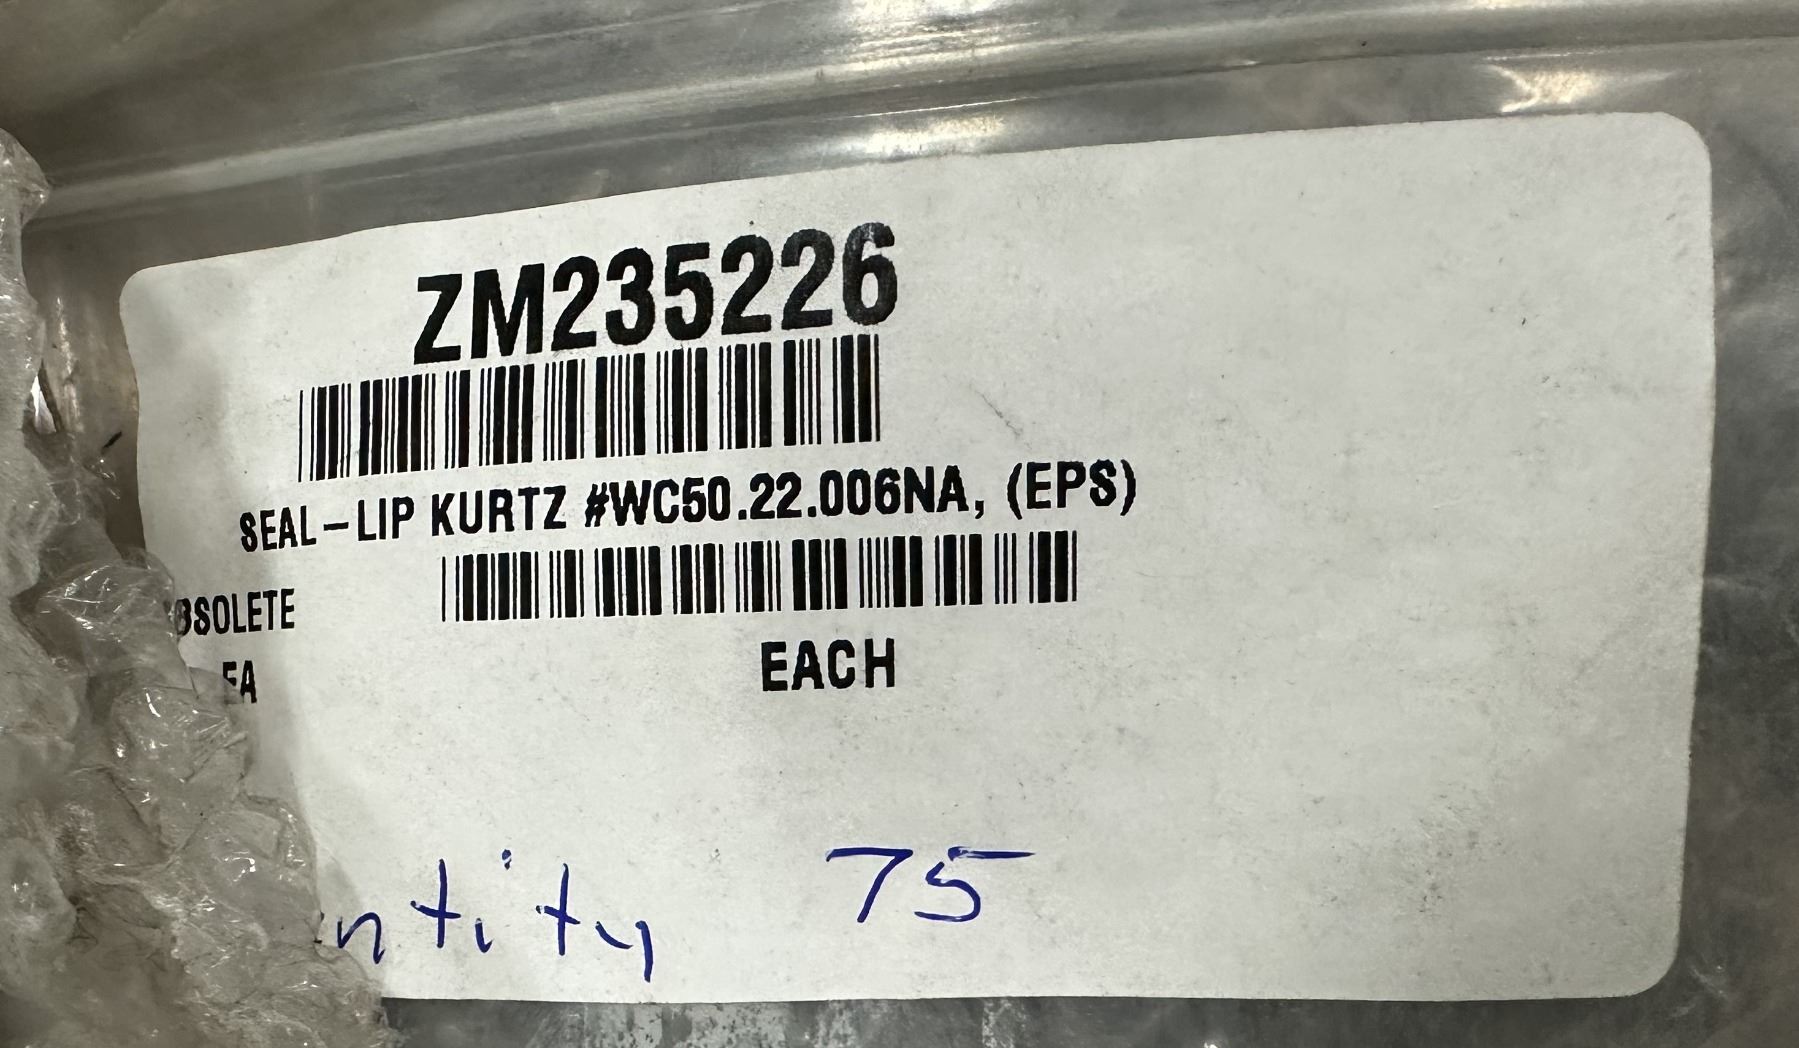 ZM235226
SEAL-LIP KURTZ #WC50.22.006NA, (EPS)
BSOLETE
EA
EACH
ntity 75